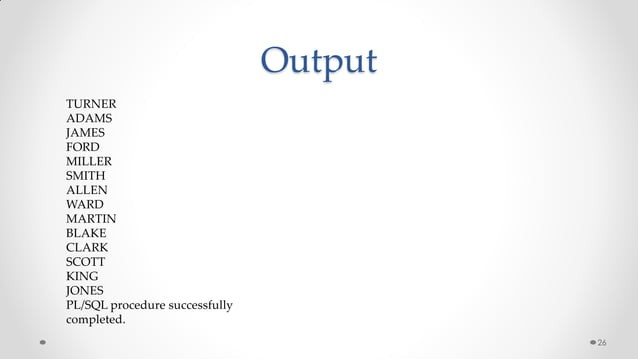 Output
TURNER
ADAMS
JAMES
FORD
MILLER
SMITH
ALLEN
WARD
MARTIN
BLAKE
CLARK
SCOTT
KING
JONES
PL/SQL procedure successfully
completed.
26